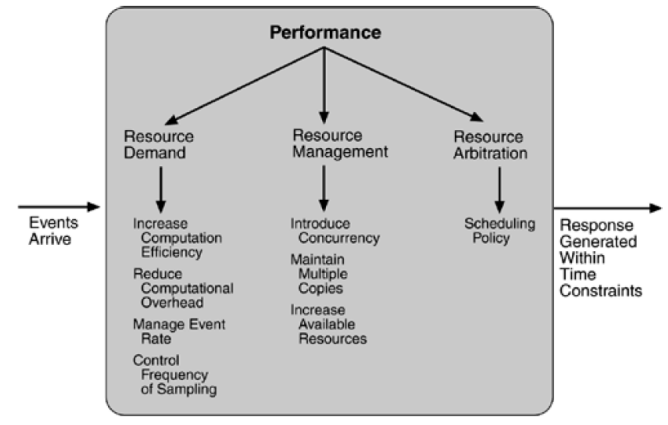 Performance
Resource
Demand
Resource
Management
Resource
Arbitration
Events
Arrive
Increase
Computation
Efficiency
Reduce
Computational
Overhead
Manage Event
Rate
Control
Frequency
of Sampling
Introduce
Concurrency
Maintain
Multiple
Copies
Increase
Available
Resources
Scheduling
Policy
Response
Generated
Within
Time
Constraints